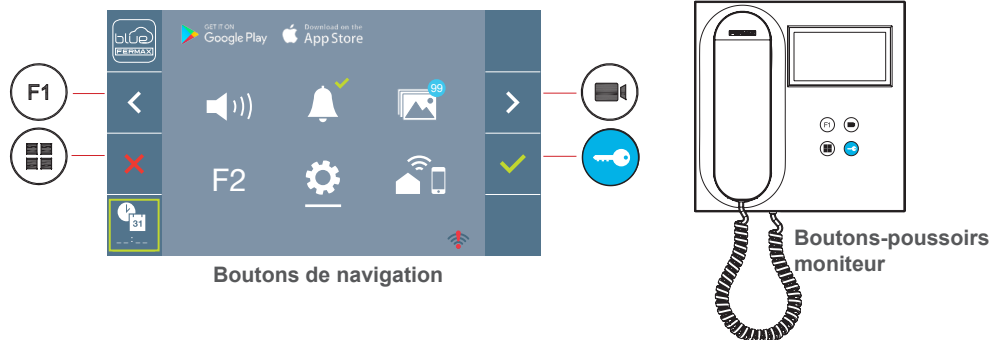 blue
FERMAX
GET IT ON
Google Play
Download on the
App Store
F1
99
F2
31
--:--
Boutons de navigation
FERMAX
F1
Boutons-poussoirs
moniteur